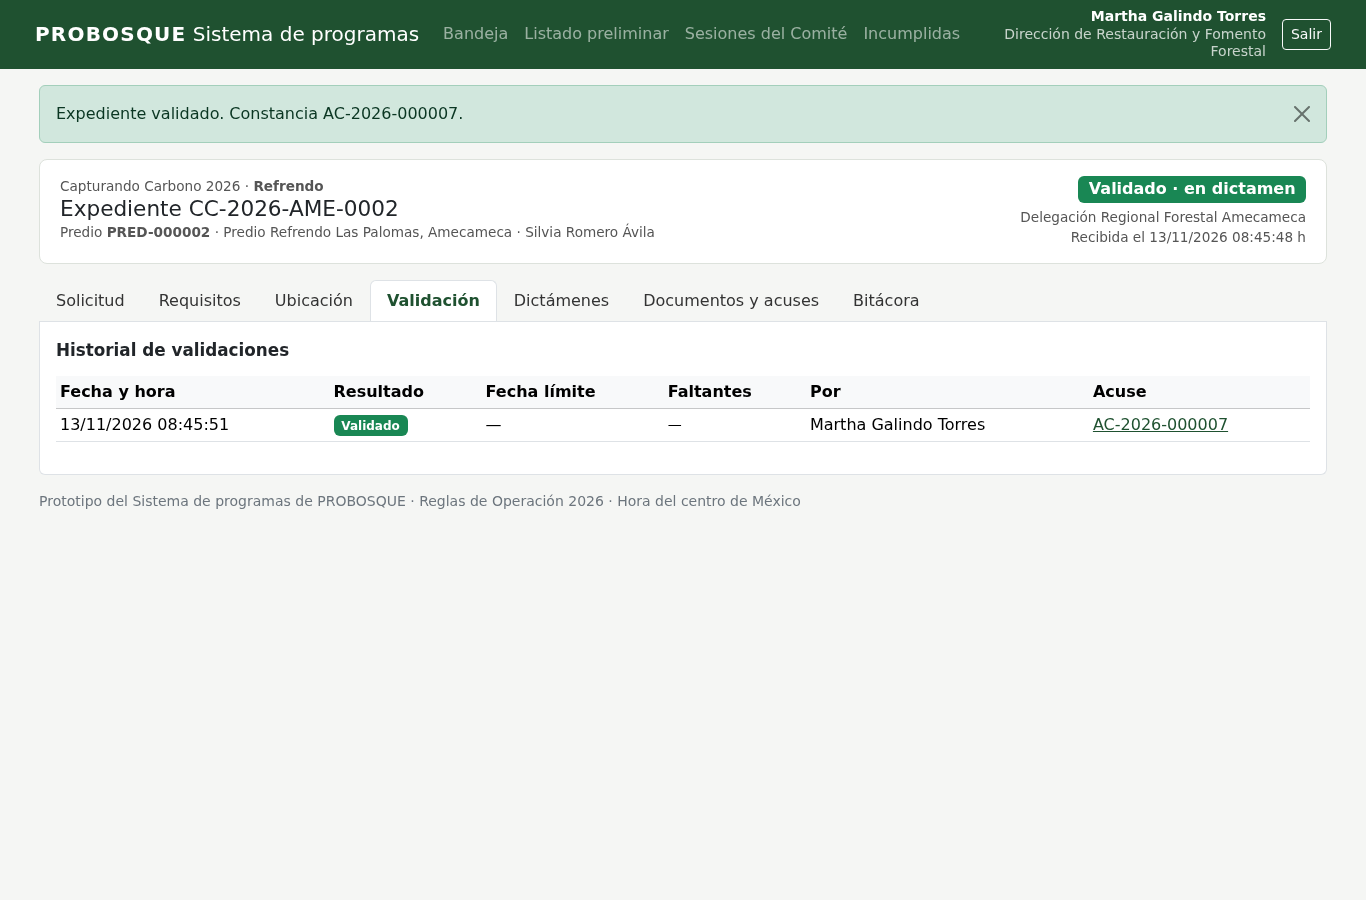 PROBOSQUE Sistema de programas
Bandeja
Listado preliminar
Sesiones del Comité
Incumplidas
Martha Galindo Torres
Dirección de Restauración y Fomento
Forestal
Salir
Expediente validado. Constancia AC-2026-000007.
Capturando Carbono 2026 · Refrendo
Expediente CC-2026-AME-0002
Predio PRED-000002 · Predio Refrendo Las Palomas, Amecameca · Silvia Romero Ávila
Validado · en dictamen
Delegación Regional Forestal Amecameca
Recibida el 13/11/2026 08:45:48 h
Solicitud
Requisitos
Ubicación
Validación
Dictámenes
Documentos y acuses
Bitácora
Historial de validaciones
Fecha y hora Resultado Fecha límite Faltantes Por Acuse
13/11/2026 08:45:51 Validado — — Martha Galindo Torres AC-2026-000007
Prototipo del Sistema de programas de PROBOSQUE · Reglas de Operación 2026 · Hora del centro de México